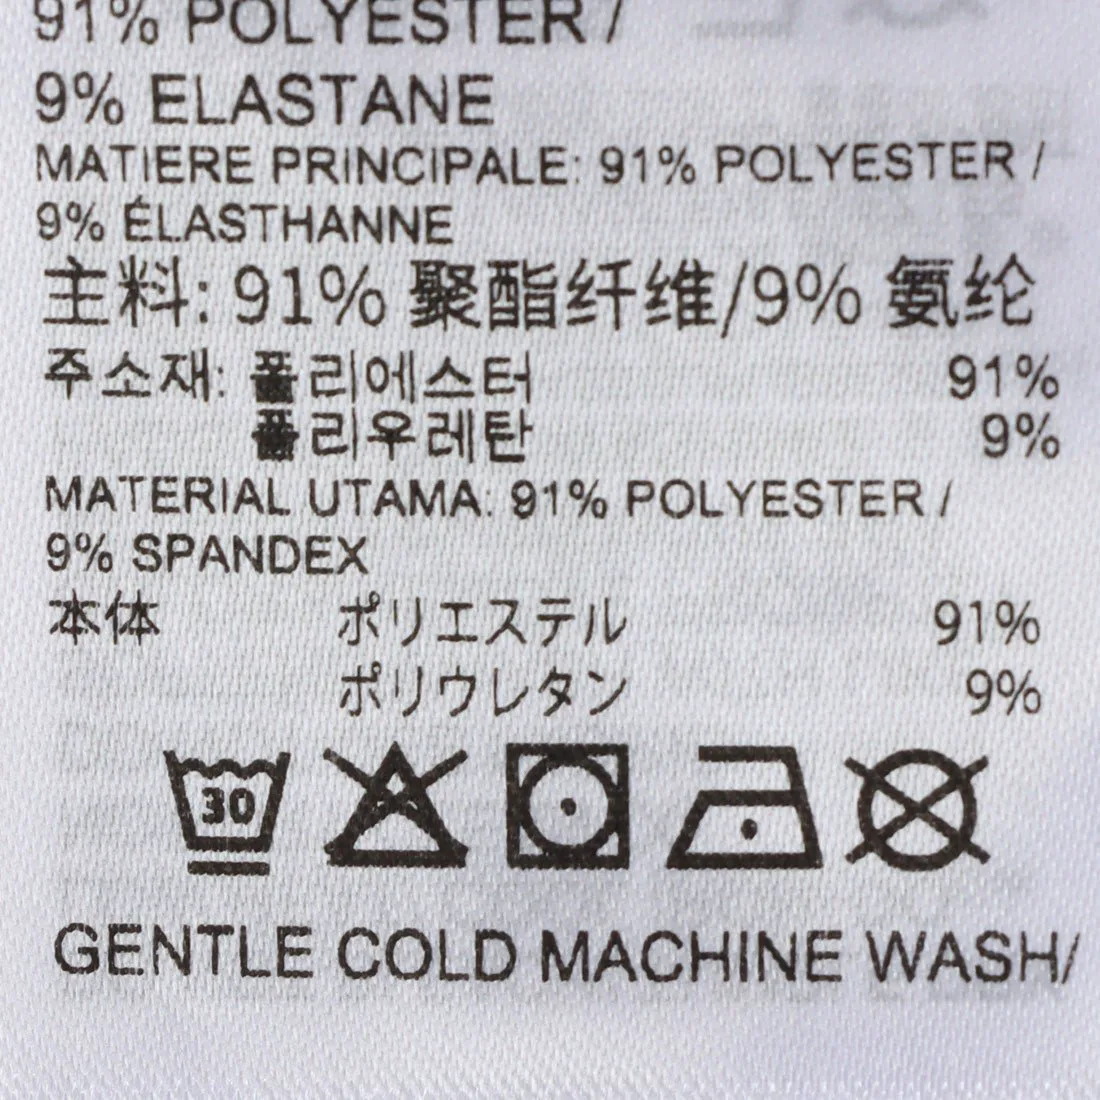 91% POLYESTER /
9% ELASTANE
MATIERE PRINCIPALE: 91% POLYESTER /
9% ÉLASTHANNE
主料: 91% 聚酯纤维/9% 氨纶
주소재: 폴리에스터 91%
폴리우레탄 9%
MATERIAL UTAMA: 91% POLYESTER /
9% SPANDEX
本体 ポリエステル 91%
ポリウレタン 9%
30
GENTLE COLD MACHINE WASH/